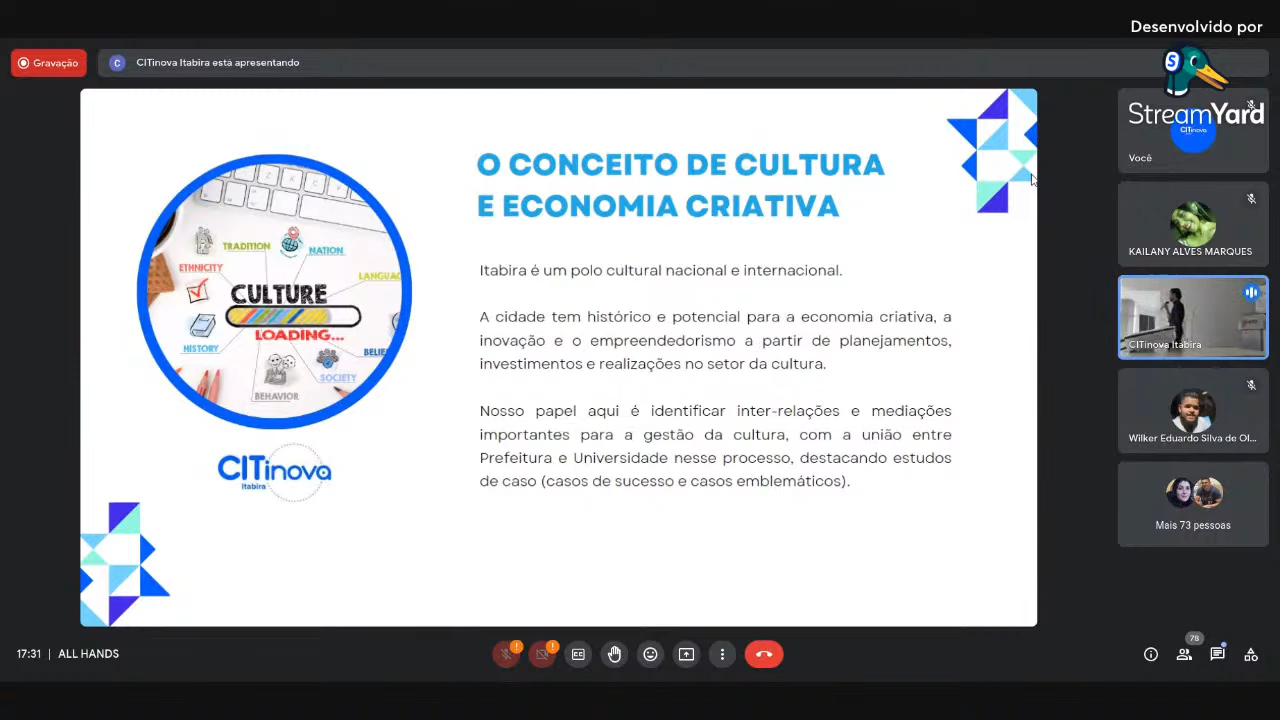 Desenvolvido por
StreamYard
Gravação
C
CITinova Itabira está apresentando
O CONCEITO DE CULTURA
E ECONOMIA CRIATIVA
Itabira é um polo cultural nacional e internacional.
A cidade tem histórico e potencial para a economia criativa, a
inovação e o empreendedorismo a partir de planejamentos,
investimentos e realizações no setor da cultura.
Nosso papel aqui é identificar inter-relações e mediações
importantes para a gestão da cultura, com a união entre
Prefeitura e Universidade nesse processo, destacando estudos
de caso (casos de sucesso e casos emblemáticos).
TRADITION
NATION
ETHNICITY
LANGUAG
CULTURE
LOADING...
HISTORY
BELIE
SOCIETY
BEHAVIOR
CITinova
Itabira
CITinova
Você
KAILANY ALVES MARQUES
CITinova Itabira
Wilker Eduardo Silva de Ol...
Mais 73 pessoas
17:31 | ALL HANDS
78